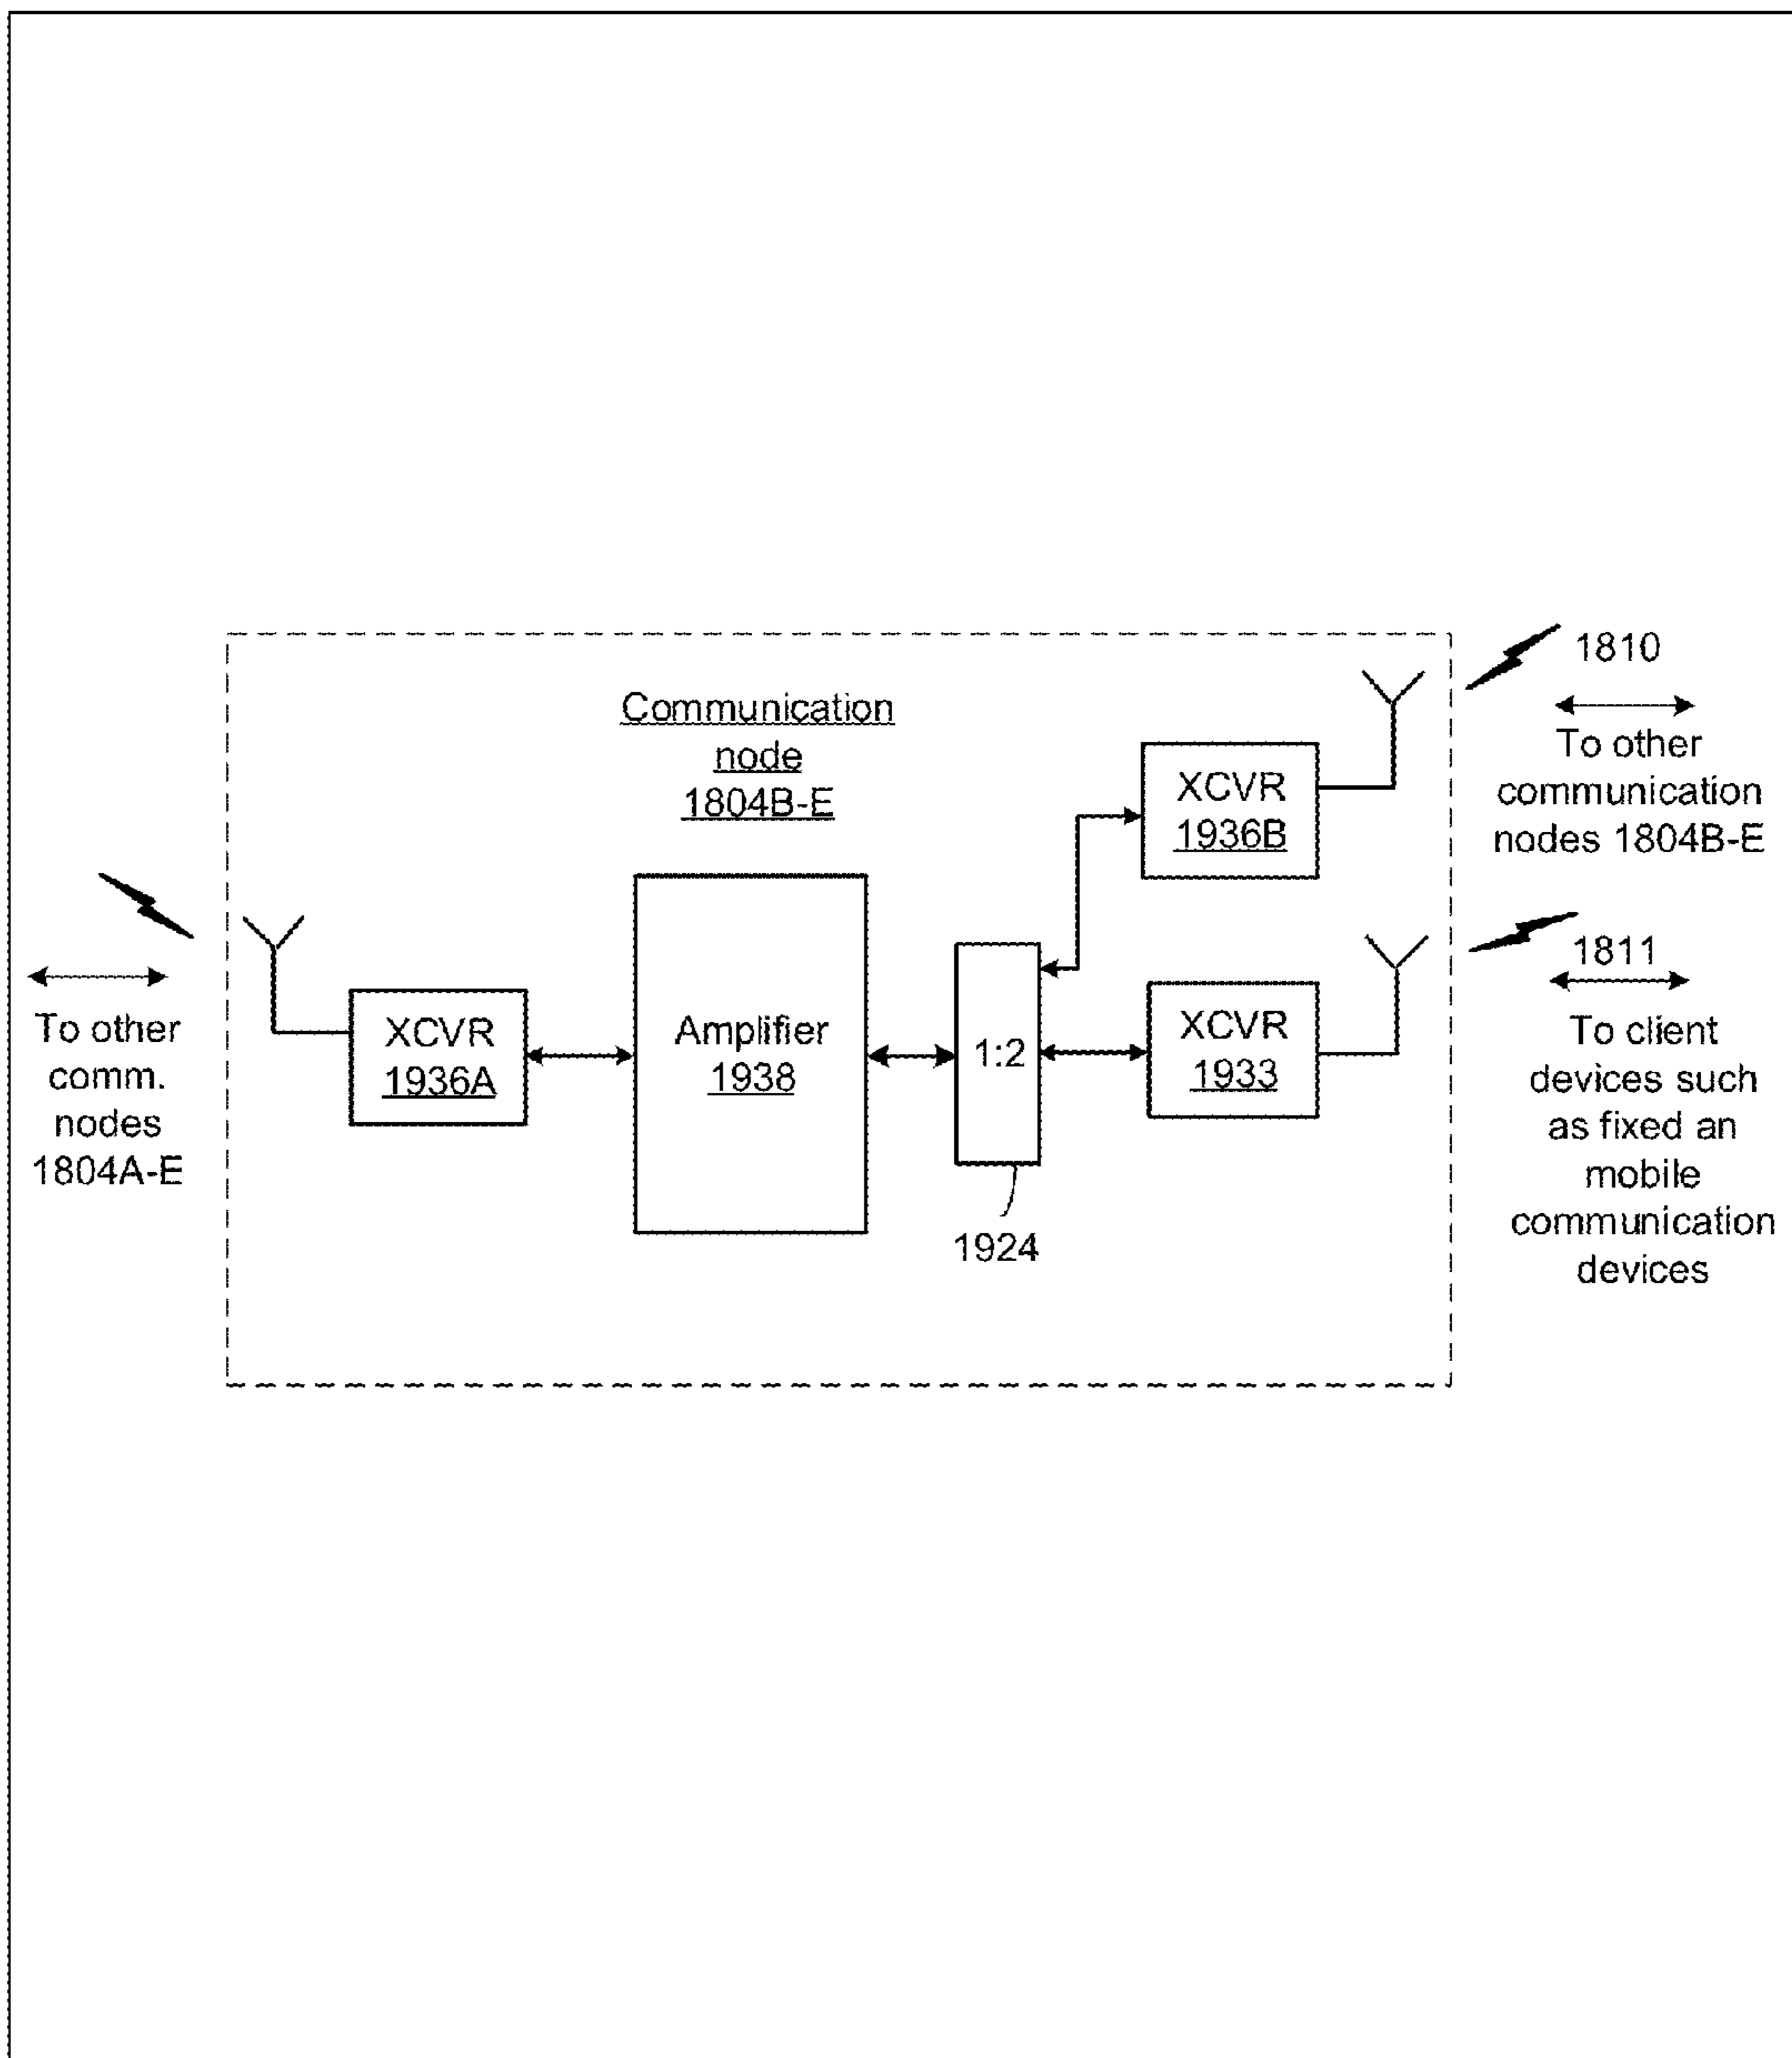 Communication
node
1804B-E
1810
To other
communication
nodes 1804B-E
XCVR
1936B
To other
comm.
nodes
1804A-E
XCVR
1936A
Amplifier
1938
1:2
1924
XCVR
1933
1811
To client
devices such
as fixed an
mobile
communication
devices